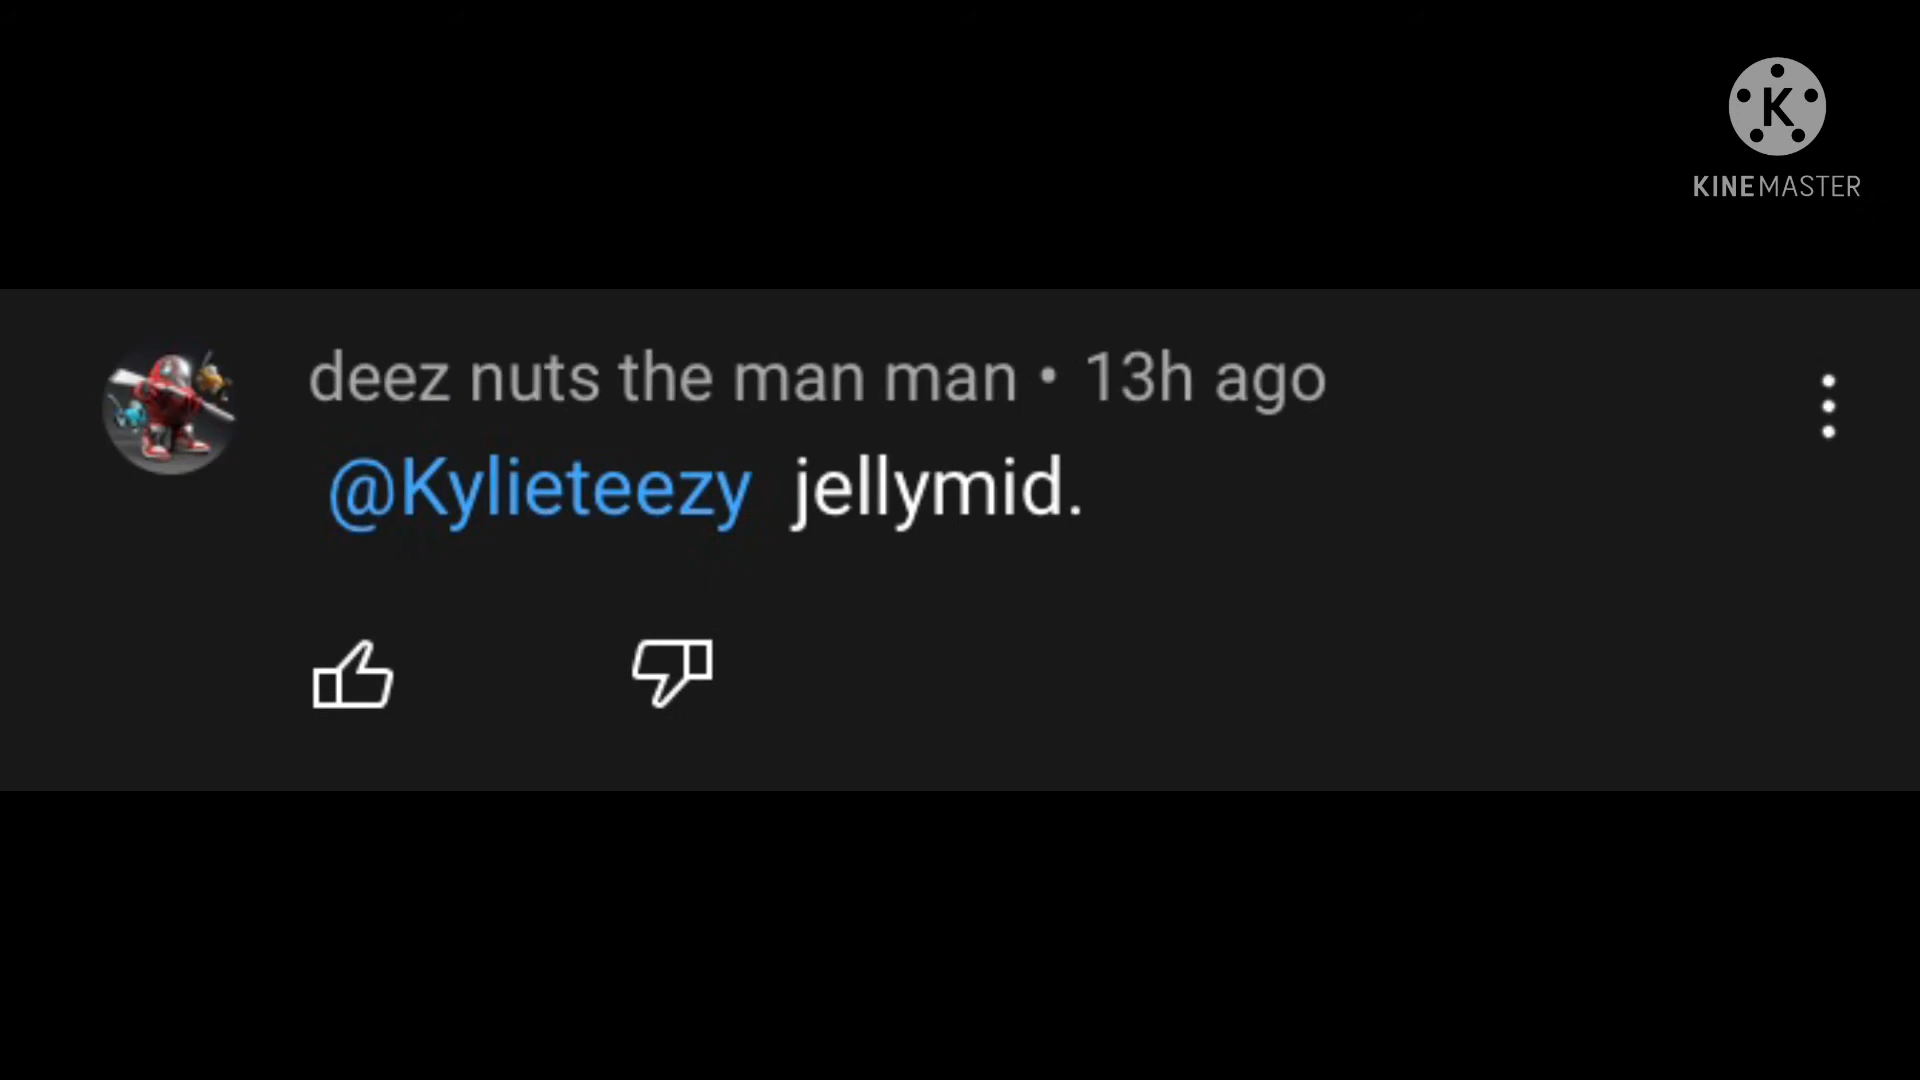 K
KINEMASTER
deez nuts the man man • 13h ago
@Kylieteezy jellymid.